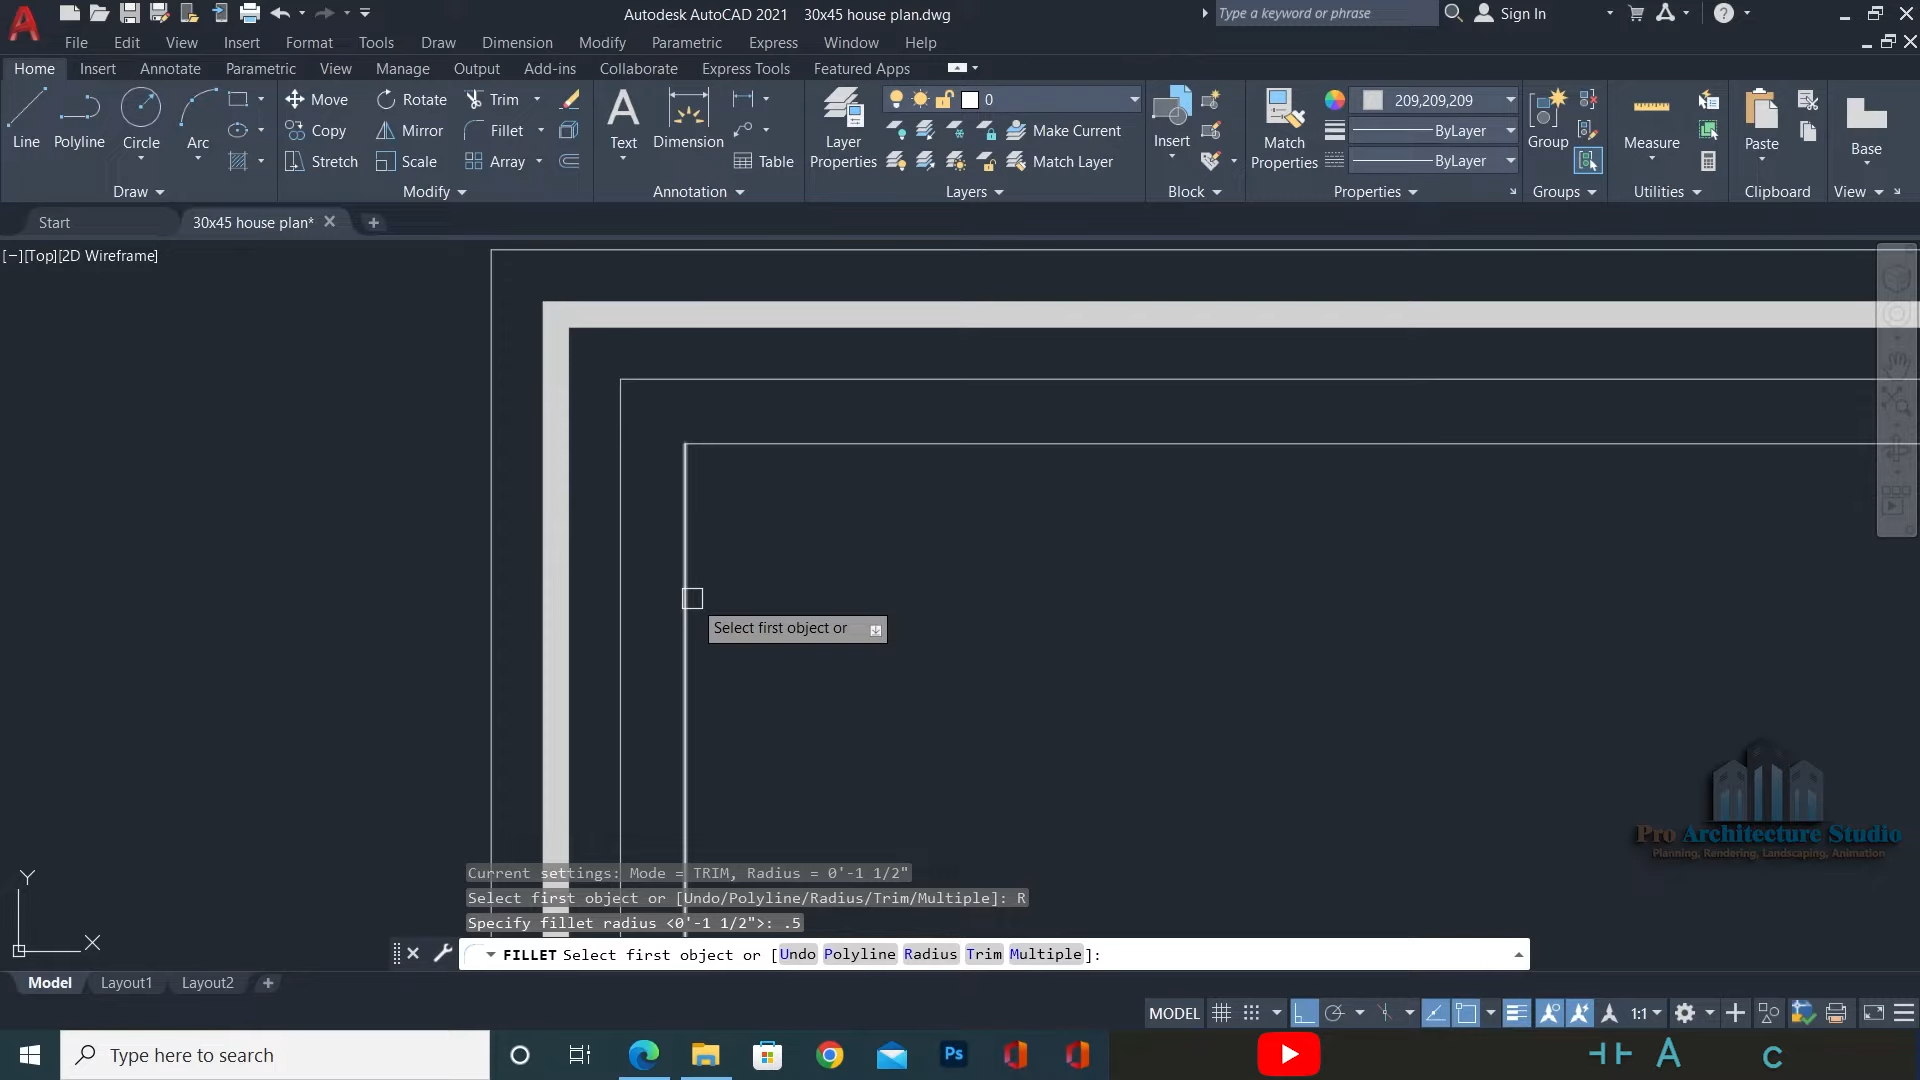 Autodesk AutoCAD 2021 30x45 house plan.dwg
Type a keyword or phrase
Sign In
File Edit View Insert Format Tools Draw Dimension Modify Parametric Express Window Help
Home Insert Annotate Parametric View Manage Output Add-ins Collaborate Express Tools Featured Apps
Line Polyline Circle Arc
Move Rotate Trim
Copy Mirror Fillet
Stretch Scale Array
Text Dimension Table
Layer Properties
0
Make Current
Match Layer
Insert
Match Properties
209,209,209
ByLayer
ByLayer
Group
Measure
Paste
Base
Draw Modify Annotation Layers Block Properties Groups Utilities Clipboard View
Start 30x45 house plan*
[−][Top][2D Wireframe]
Select first object or
Pro Architecture Studio
Planning, Rendering, Landscaping, Animation
Y
X
Current settings: Mode = TRIM, Radius = 0'-1 1/2"
Select first object or [Undo/Polyline/Radius/Trim/Multiple]: R
Specify fillet radius <0'-1 1/2">: .5
FILLET Select first object or [Undo Polyline Radius Trim Multiple]:
Model Layout1 Layout2
MODEL 1:1
Type here to search
Ps
A C